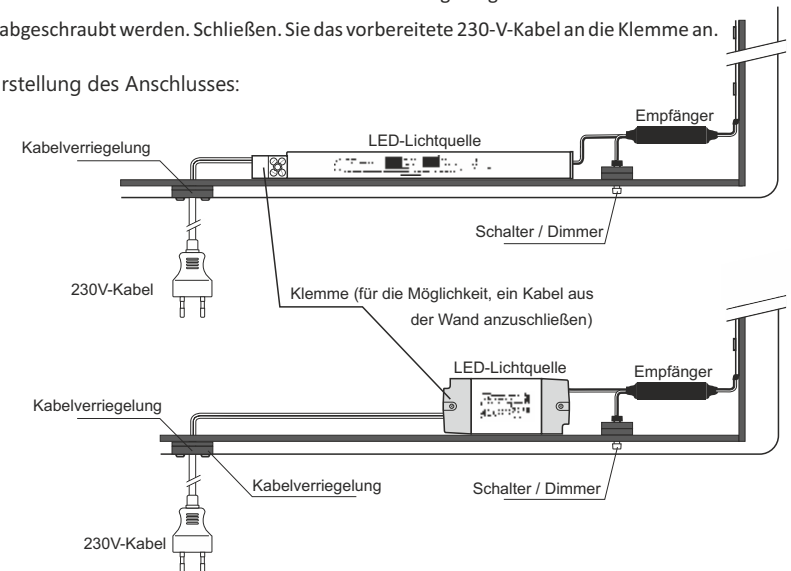 abgeschraubt werden. Schließen. Sie das vorbereitete 230-V-Kabel an die Klemme an.
des Anschlusses:
Empfänger
LED-Lichtquelle
Kabelverriegelung
Schalter / Dimmer
230V-Kabel
Klemme (für die Möglichkeit, ein Kabel aus
der Wand anzuschließen)
LED-Lichtquelle
Empfänger
Kabelverriegelung
Kabelverriegelung
Schalter / Dimmer
230V-Kabel